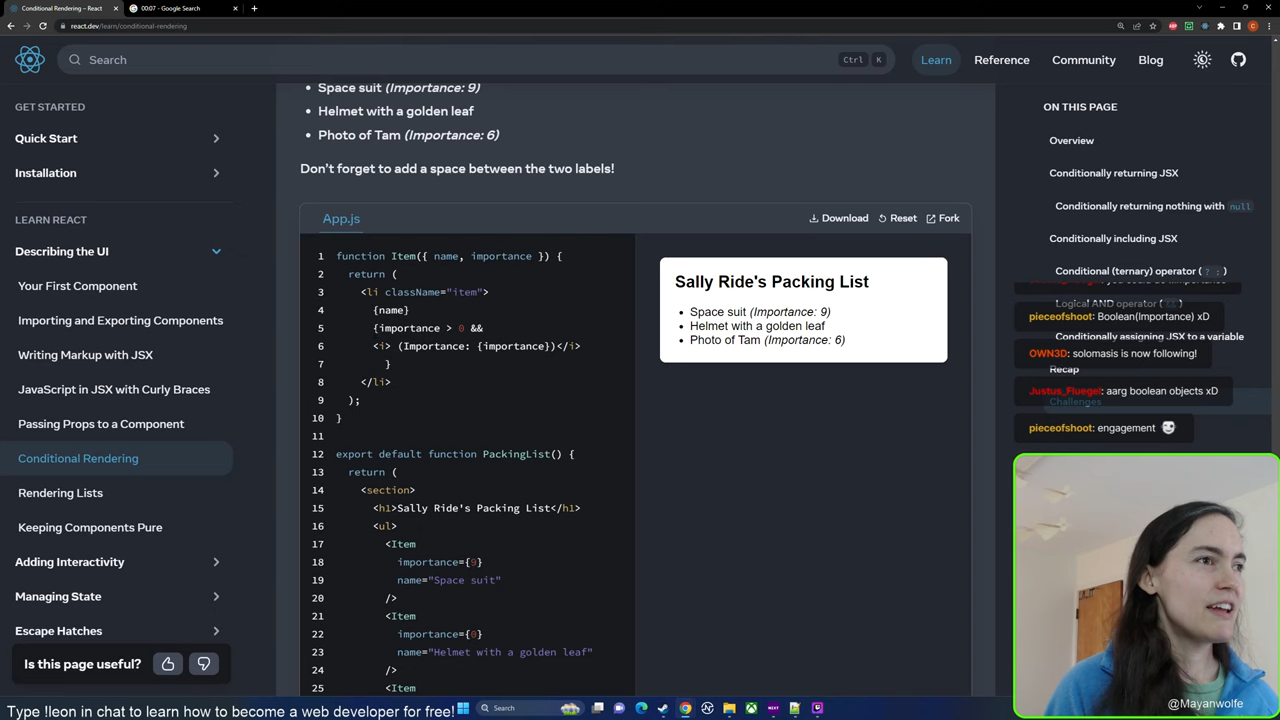 Conditional Rendering – React
00:07 - Google Search
react.dev/learn/conditional-rendering
Search
Ctrl
K
Learn
Reference
Community
Blog
GET STARTED
Quick Start
Installation
LEARN REACT
Describing the UI
Your First Component
Importing and Exporting Components
Writing Markup with JSX
JavaScript in JSX with Curly Braces
Passing Props to a Component
Conditional Rendering
Rendering Lists
Keeping Components Pure
Adding Interactivity
Managing State
Escape Hatches
Is this page useful?
Space suit (Importance: 9)
Helmet with a golden leaf
Photo of Tam (Importance: 6)
Don't forget to add a space between the two labels!
App.js
Download
Reset
Fork
1 function Item({ name, importance }) {
2 return (
3 <li className="item">
4 {name}
5 {importance > 0 &&
6 <i> (Importance: {importance})</i>
7 }
8 </li>
9 );
10 }
11
12 export default function PackingList() {
13 return (
14 <section>
15 <h1>Sally Ride's Packing List</h1>
16 <ul>
17 <Item
18 importance={9}
19 name="Space suit"
20 />
21 <Item
22 importance={0}
23 name="Helmet with a golden leaf"
24 />
25 <Item
Sally Ride's Packing List
Space suit (Importance: 9)
Helmet with a golden leaf
Photo of Tam (Importance: 6)
ON THIS PAGE
Overview
Conditionally returning JSX
Conditionally returning nothing with null
Conditionally including JSX
Conditional (ternary) operator ( ? : )
Logical AND operator
pieceofshoot: Boolean(Importance) xD
Conditionally assigning JSX to a variable
OWN3D: solomasis is now following!
Recap
Justus_Fluegel: aarg boolean objects xD
Challenges
pieceofshoot: engagement
@Mayanwolfe
Type !leon in chat to learn how to become a web developer for free!
Search